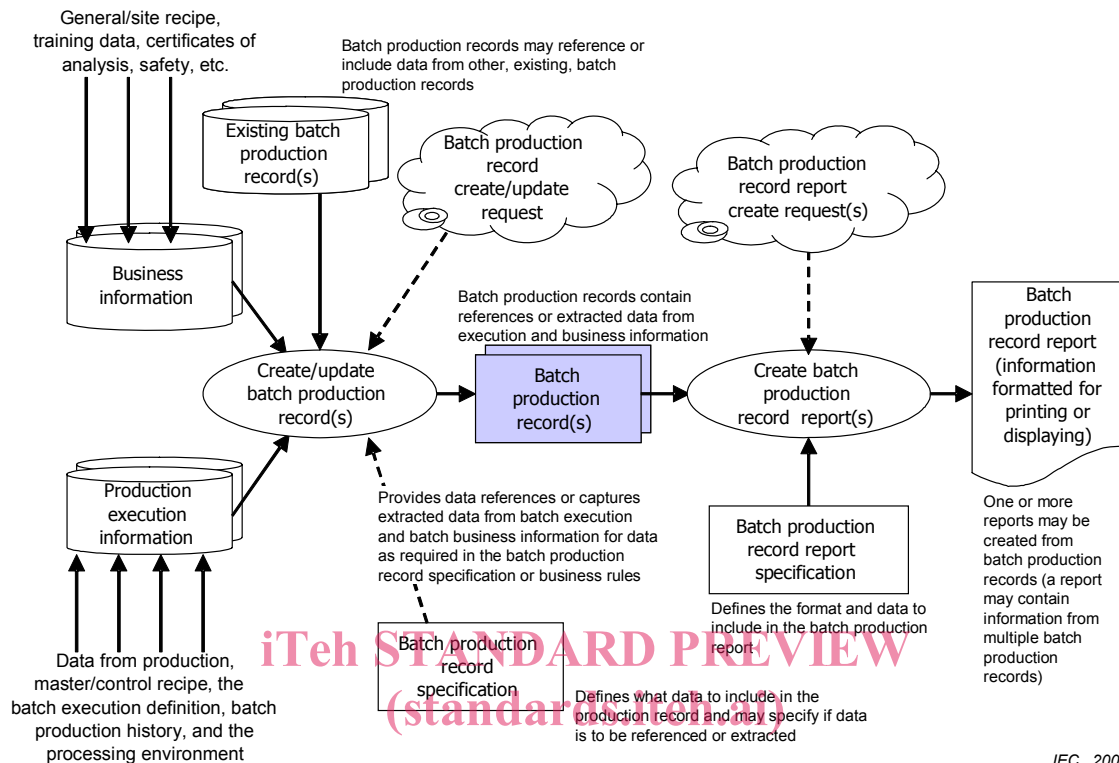 General/site recipe,
training data, certificates of
analysis, safety, etc.
Batch production records may reference or
include data from other, existing, batch
production records
Existing batch
production
record(s)
Batch production
record
create/update
request
Batch production
record report
create request(s)
Business
information
Batch production records contain
references or extracted data from
execution and business information
Create/update
batch production
record(s)
Batch
production
record(s)
Create batch
production
record report(s)
Batch
production
record report
(information
formatted for
printing or
displaying)
Production
execution
information
Provides data references or captures
extracted data from batch execution
and batch business information for data
as required in the batch production
record specification or business rules
Batch production
record report
specification
One or more
reports may be
created from
batch production
records (a report
may contain
information from
multiple batch
production
records)
Defines the format and data to
include in the batch production
report
iTeh STANDARD PREVIEW
(standards.iteh.ai)
Batch production
record
specification
Defines what data to include in the
production record and may specify if data
is to be referenced or extracted
Data from production,
master/control recipe, the
batch execution definition, batch
production history, and the
processing environment
IEC 200